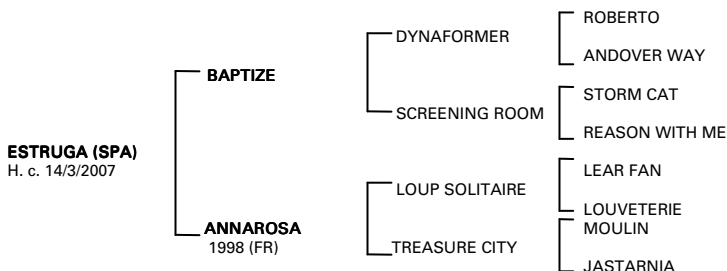 ROBERTO
DYNAFORMER
ANDOVER WAY
BAPTIZE
STORM CAT
SCREENING ROOM
REASON WITH ME
ESTRUGA (SPA)
H. c. 14/3/2007
LEAR FAN
LOUP SOLITAIRE
LOUVETERIE
ANNAROSA
1998 (FR)
MOULIN
TREASURE CITY
JASTARNIA